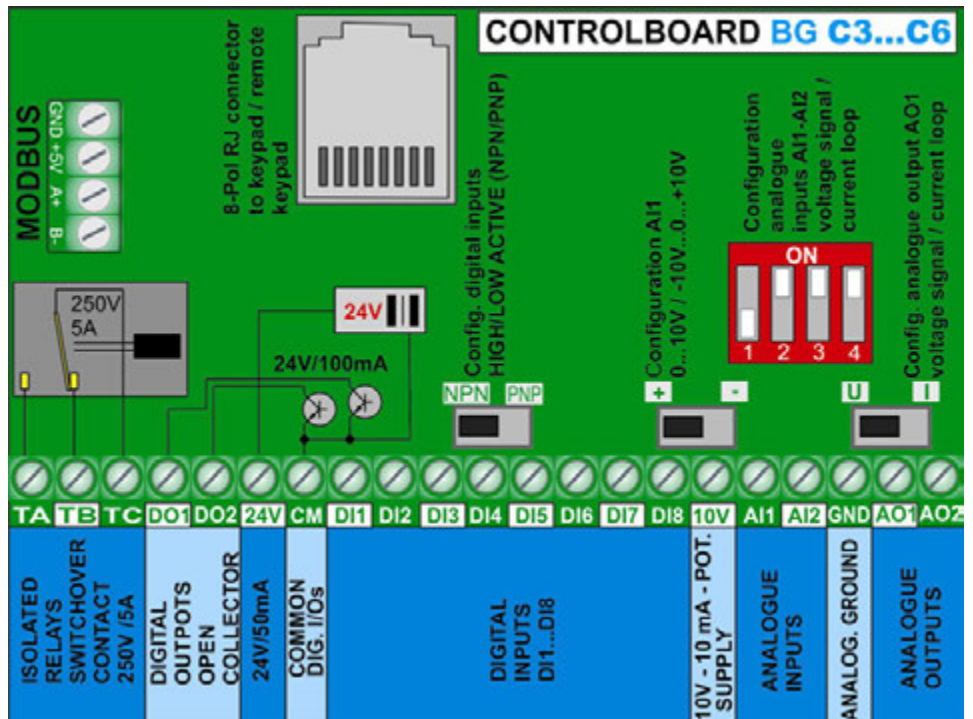 CONTROLBOARD BG C3...C6
MODBUS
GND +5V A+ B-
8-Pol RJ connector
to keypad / remote
keypad
Config. digital inputs
HIGH/LOW ACTIVE (NPN/PNP)
Configuration AI1
0...10V / -10V...0...+10V
Configuration
analogue
inputs AI1-AI2
voltage signal /
current loop
Config. analogue output AO1
voltage signal / current loop
ON
1 2 3 4
250V
5A
24V
24V/100mA
NPN PNP
+ -
U I
TA TB TC DO1 DO2 24V CM DI1 DI2 DI3 DI4 DI5 DI6 DI7 DI8 10V AI1 AI2 GND AO1 AO2
ISOLATED
RELAYS
SWITCHOVER
CONTACT
250V /5A
DIGITAL
OUTPOTS
OPEN
COLLECTOR
24V/50mA
COMMON
DIG. I/Os
DIGITAL
INPUTS
DI1...DI8
10V - 10 mA - POT.
SUPPLY
ANALOGUE
INPUTS
ANALOG. GROUND
ANALOGUE
OUTPUTS